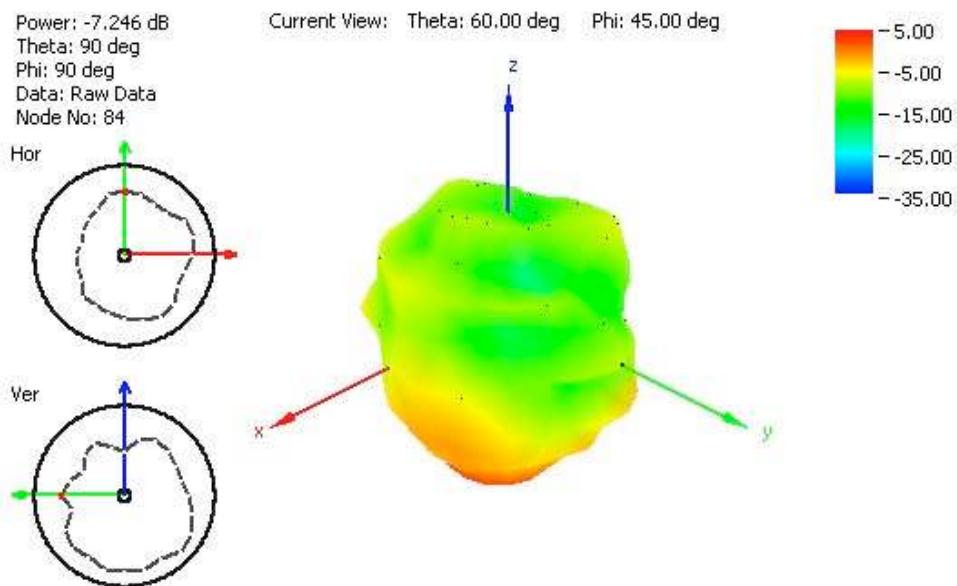 Power: -7.246 dB
Theta: 90 deg
Phi: 90 deg
Data: Raw Data
Node No: 84
Current View: Theta: 60.00 deg Phi: 45.00 deg
5.00
-5.00
-15.00
-25.00
-35.00
Hor
Ver
z
x
y